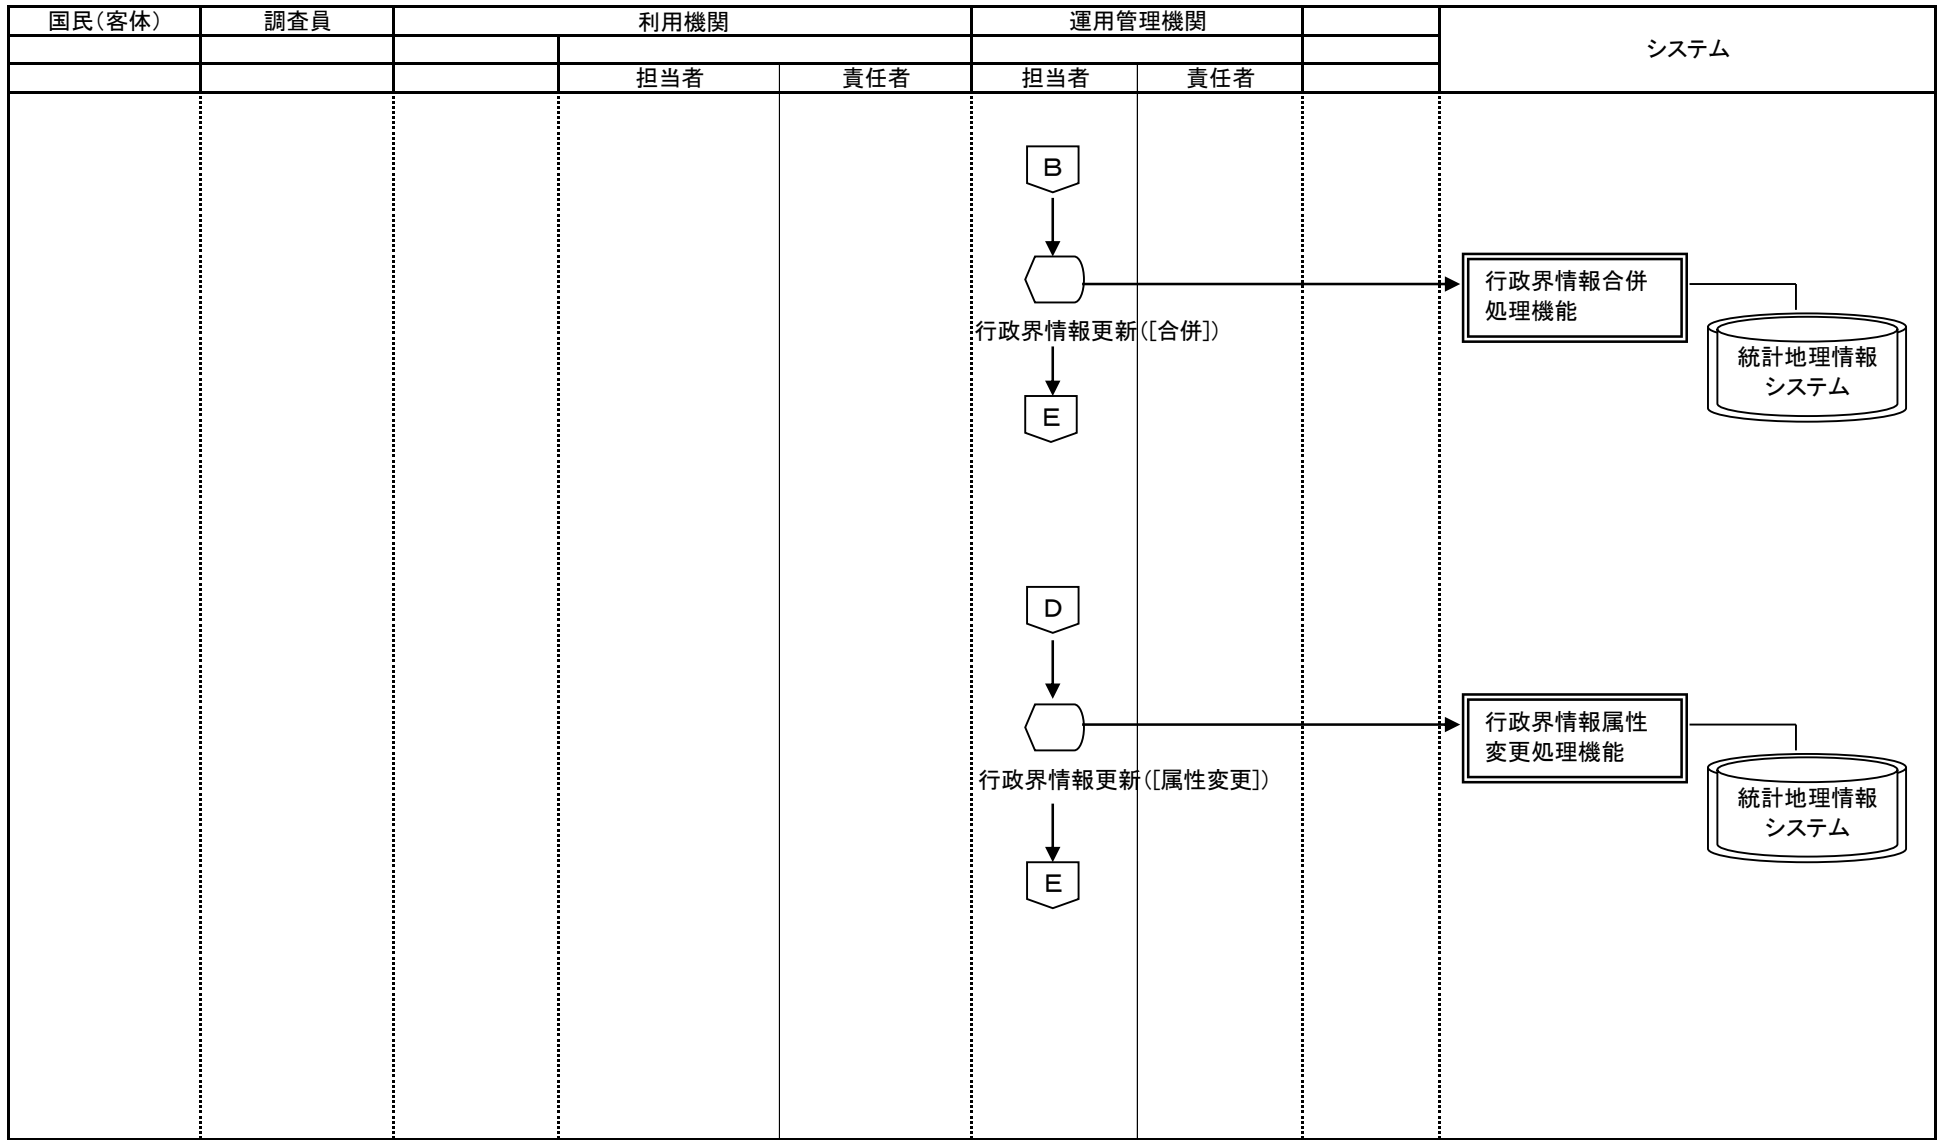 国民（客体）
調査員
利用機関
運用管理機関
システム
担当者
責任者
担当者
責任者
B
行政界情報合併
処理機能
行政界情報更新（[合併]）
統計地理情報
システム
E
D
行政界情報属性
変更処理機能
行政界情報更新（[属性変更]）
統計地理情報
システム
E